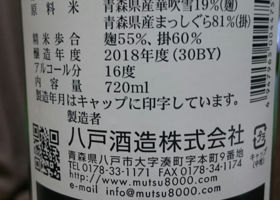 原料米 青森県産華吹雪19%(麹)
青森県産まっしぐら81%(掛)
精米歩合 麹55%、掛60%
醸造年度 2018年度(30BY)
アルコール分 16度
内容量 720ml
製造年月はキャップに印字しています。
製造者
八戸酒造株式会社
青森県八戸市大字湊町字本町9番地
TEL 0178-33-1171 FAX 0178-34-1174
http://www.mutsu8000.com
e-mail info@mutsu8000.com